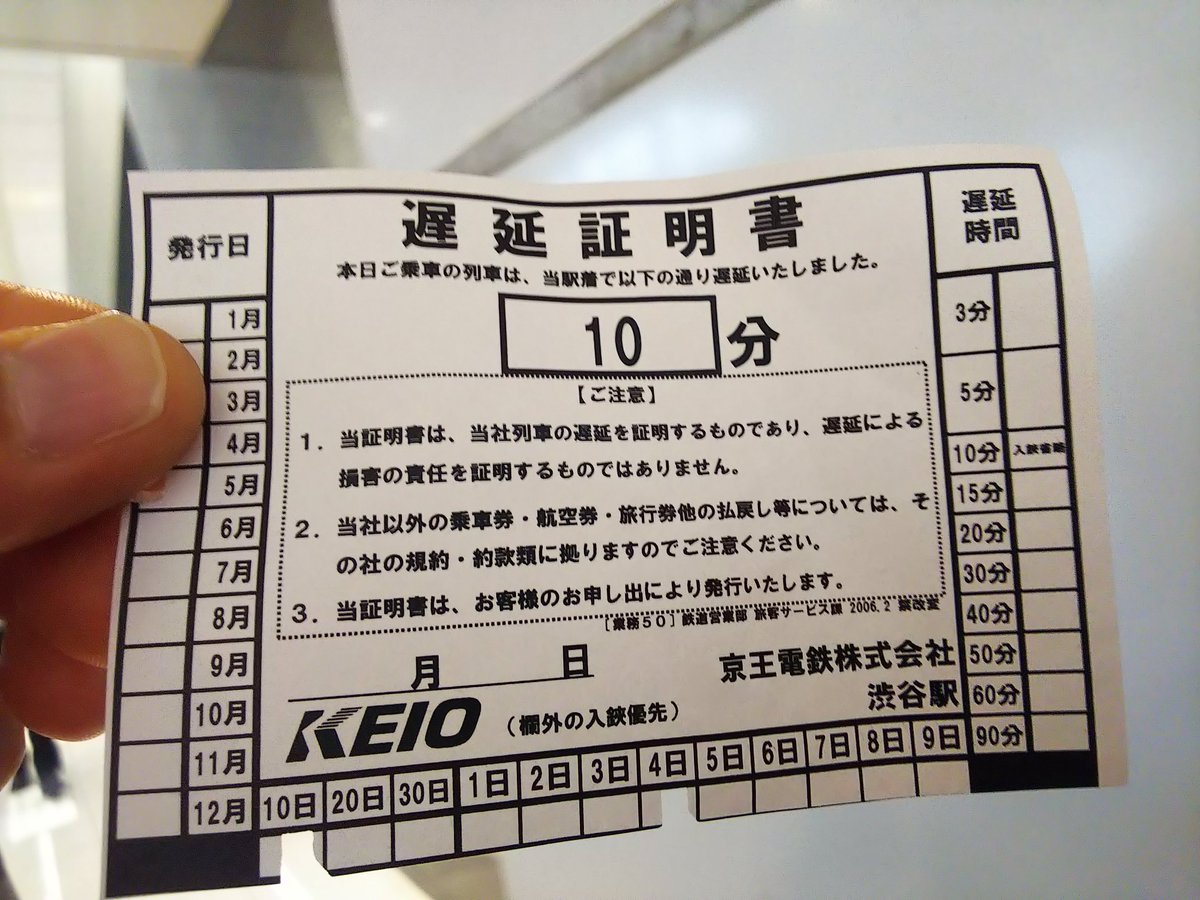 発行日
1月
2月
3月
4月
5月
6月
7月
8月
9月
10月
11月
12月
遅延証明書
本日ご乗車の列車は、当駅着で以下の通り遅延いたしました。
10分
【ご注意】
1. 当証明書は、当社列車の遅延を証明するものであり、遅延による
損害の責任を証明するものではありません。
2. 当社以外の乗車券・航空券・旅行券他の払戻し等については、そ
の社の規約・約款類に拠りますのでご注意ください。
3. 当証明書は、お客様のお申し出により発行いたします。
[業務50] 鉄道営業部 旅客サービス課 2006.2 禁改変
月 日
京王電鉄株式会社
渋谷駅
KEIO (欄外の入鋏優先)
10日 20日 30日 1日 2日 3日 4日 5日 6日 7日 8日 9日
遅延
時間
3分
5分
10分 入鋏省略
15分
20分
30分
40分
50分
60分
90分